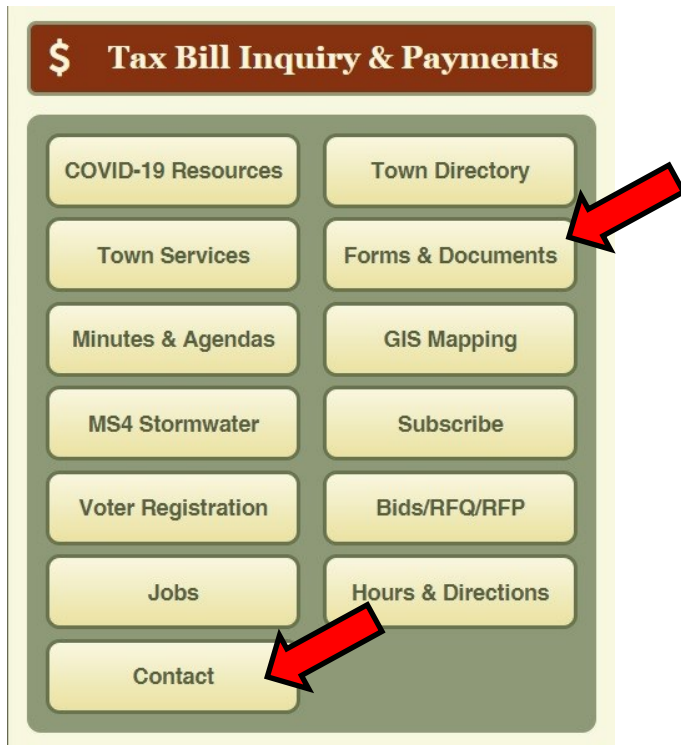 $ Tax Bill Inquiry & Payments
COVID-19 Resources
Town Directory
Town Services
Forms & Documents
Minutes & Agendas
GIS Mapping
MS4 Stormwater
Subscribe
Voter Registration
Bids/RFQ/RFP
Jobs
Hours & Directions
Contact